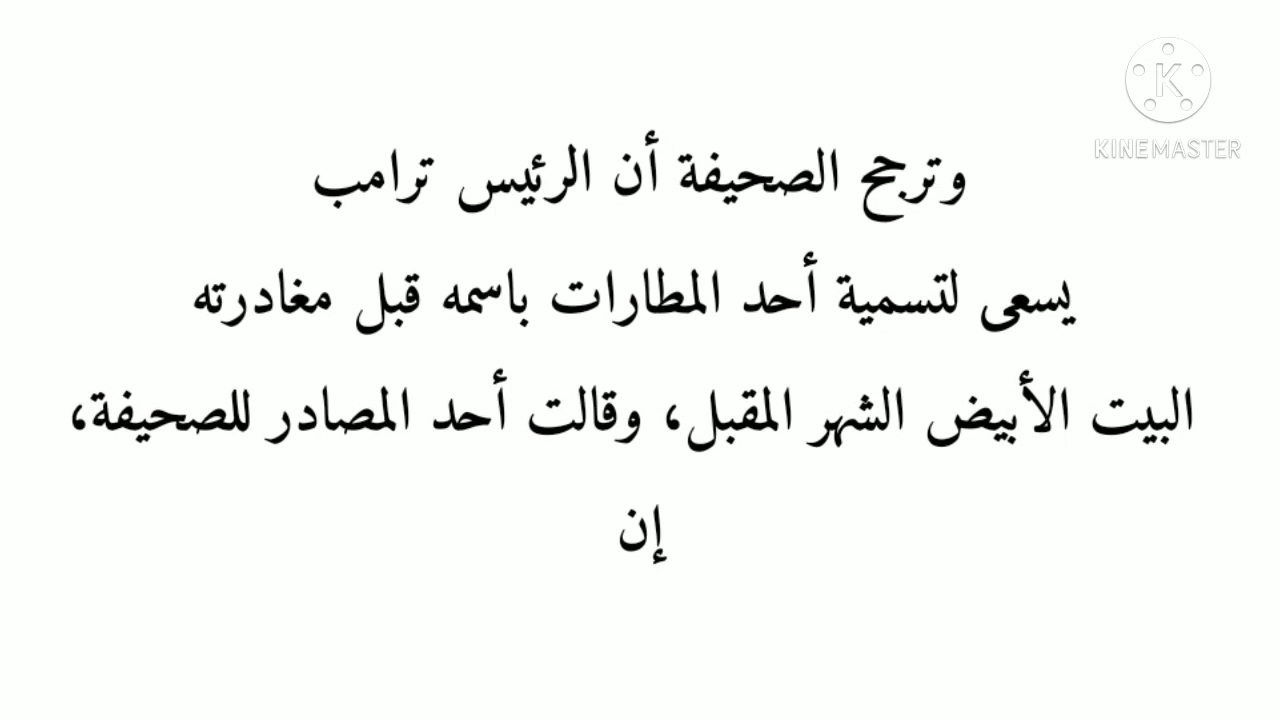 KINEMASTER
وترجح الصحيفة أن الرئيس ترامب
يسعى لتسمية أحد المطارات باسمه قبل مغادرته
البيت الأبيض الشهر المقبل، وقالت أحد المصادر للصحيفة،
إن